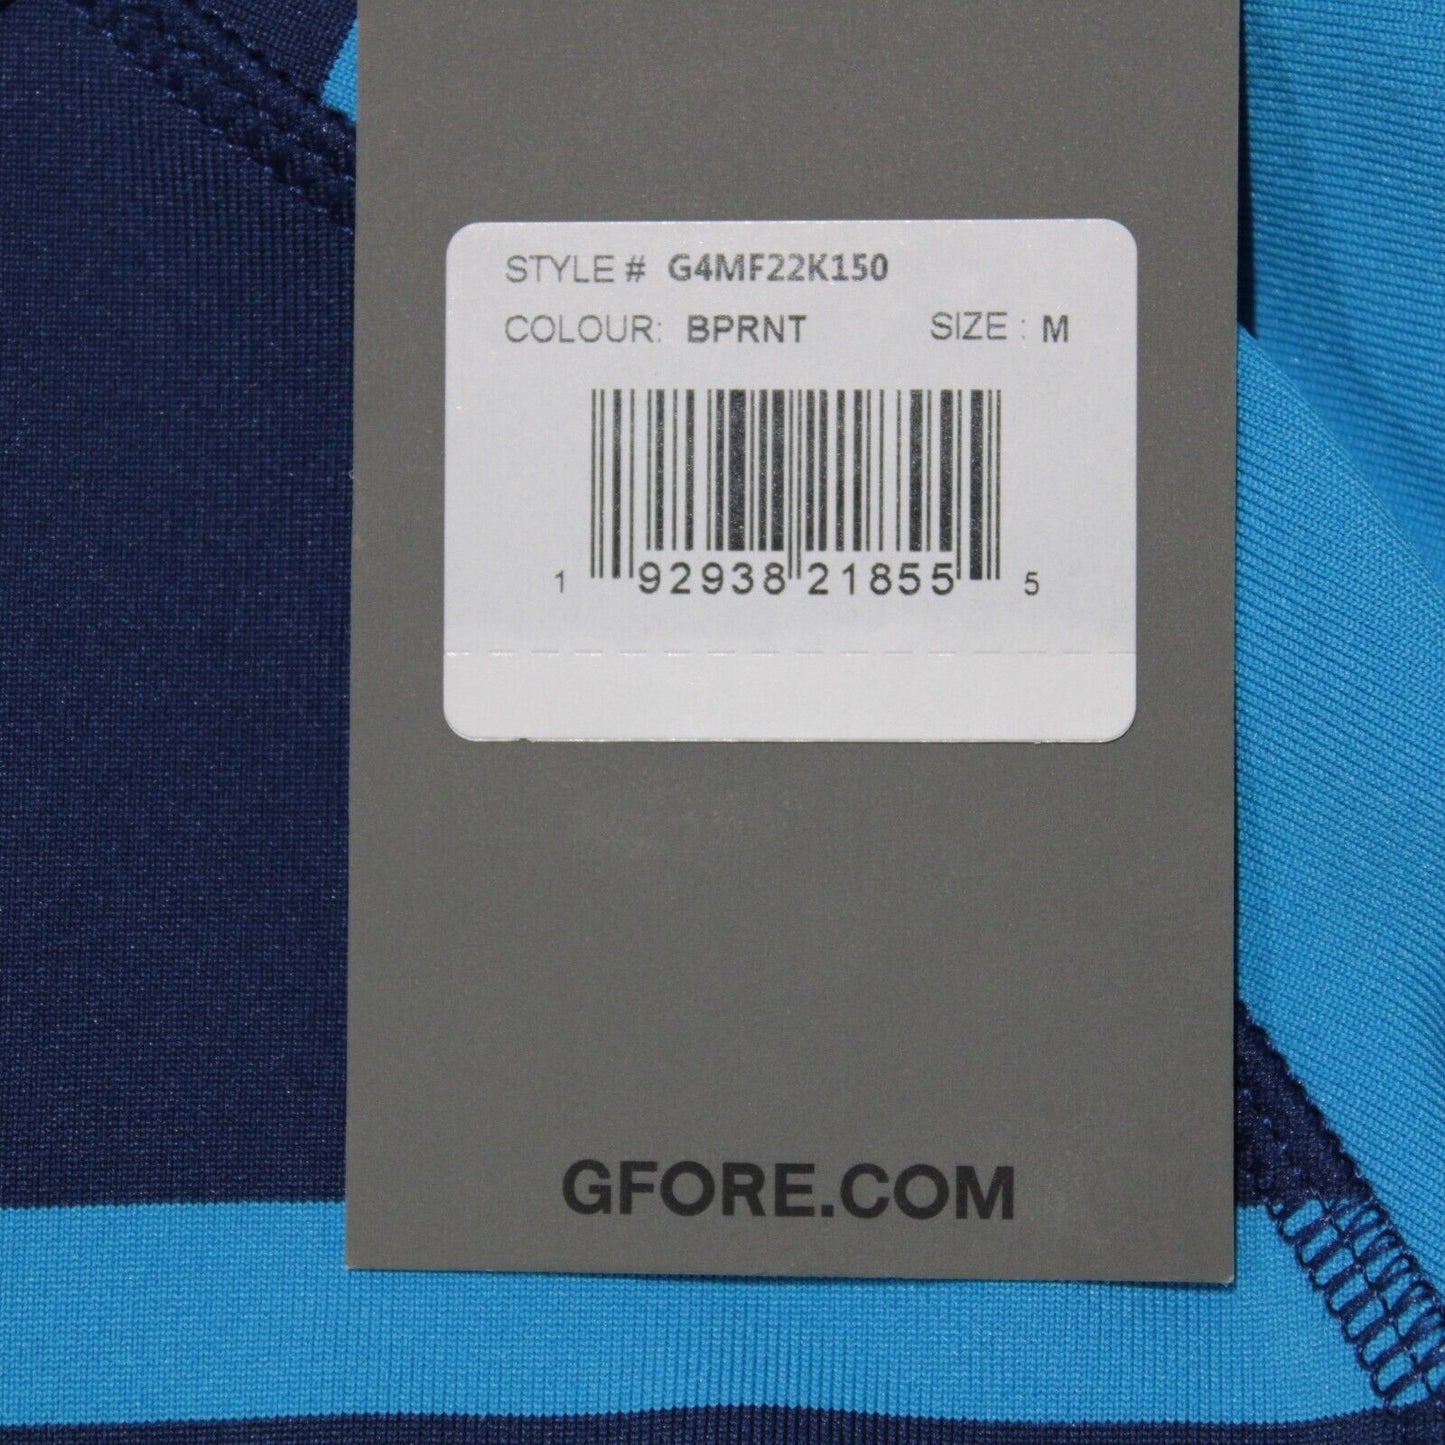 STYLE # G4MF22K150
COLOUR: BPRNT SIZE : M
1 92938 21855 5
GFORE.COM